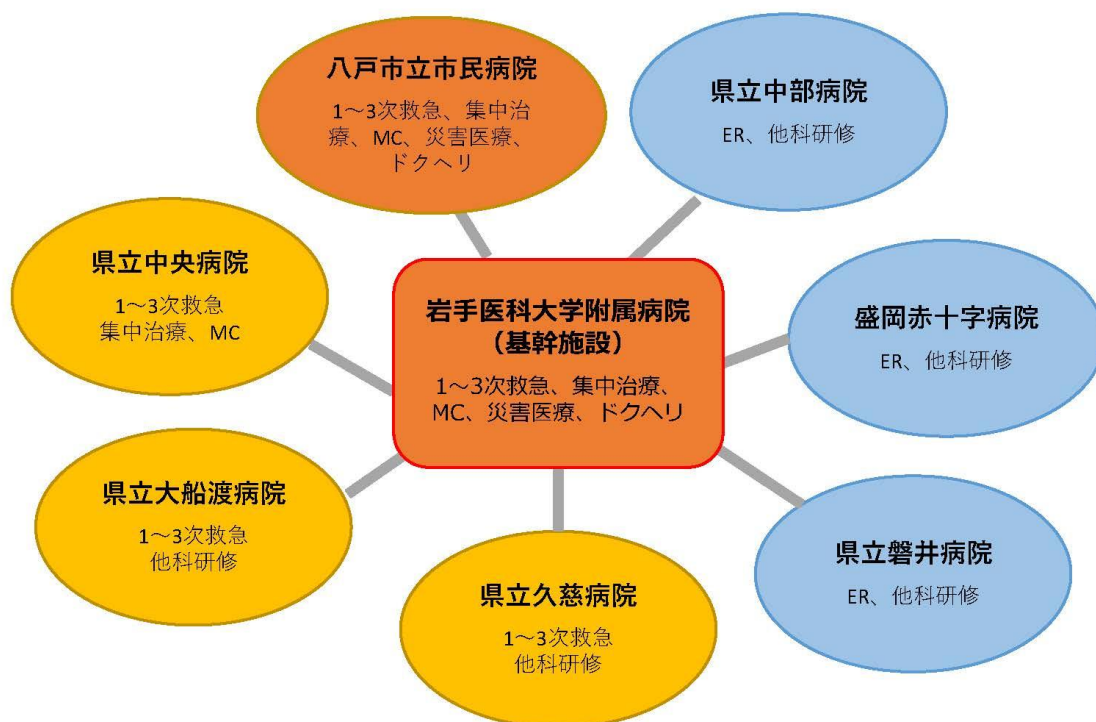 八戸市立市民病院
1～3次救急、集中治
療、MC、災害医療、
ドクヘリ
県立中部病院
ER、他科研修
県立中央病院
1～3次救急
集中治療、MC
岩手医科大学附属病院
（基幹施設）
1～3次救急、集中治療、
MC、災害医療、ドクヘリ
盛岡赤十字病院
ER、他科研修
県立大船渡病院
1～3次救急
他科研修
県立久慈病院
1～3次救急
他科研修
県立磐井病院
ER、他科研修